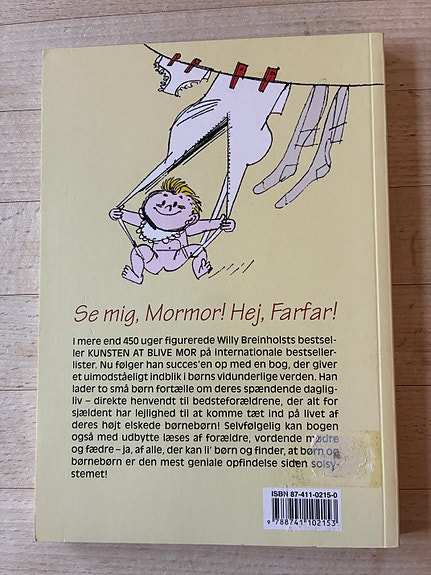 Se mig, Mormor! Hej, Farfar!
I mere end 450 uger figurerede Willy Breinholsts bestsel-
ler KUNSTEN AT BLIVE MOR på internationale bestseller-
lister. Nu følger han succes'en op med en bog, der giver
et uimodståeligt indblik i børns vidunderlige verden. Han
lader to små børn fortælle om deres spændende daglig-
liv – direkte henvendt til bedsteforældrene, der alt for
sjældent har lejlighed til at komme tæt ind på livet af
deres højt elskede børnebørn! Selvfølgelig kan bogen
også med udbytte læses af forældre, vordende mødre
og fædre – ja, af alle, der kan li' børn og finder, at børn og
børnebørn er den mest geniale opfindelse siden solsy-
stemet!
ISBN 87-411-0215-0
9 788741 102153